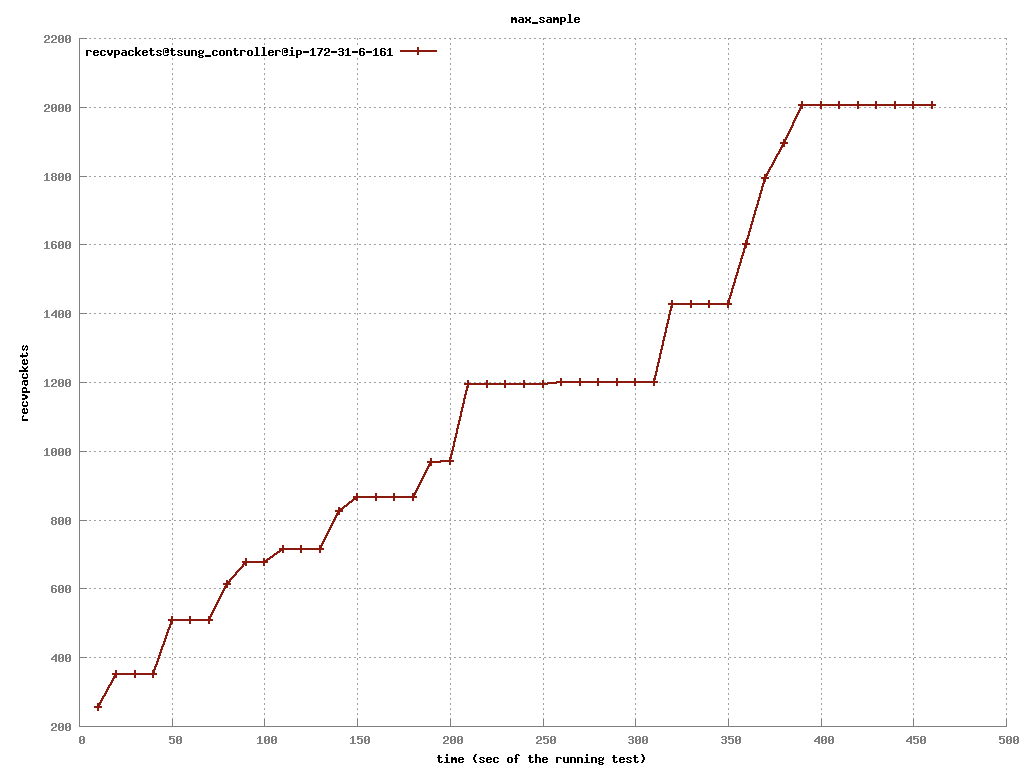 max_sample
recvpackets@tsung_controller@ip-172-31-6-161
2200
2000
1800
1600
1400
1200
1000
800
600
400
200
recvpackets
0 50 100 150 200 250 300 350 400 450 500
time (sec of the running test)